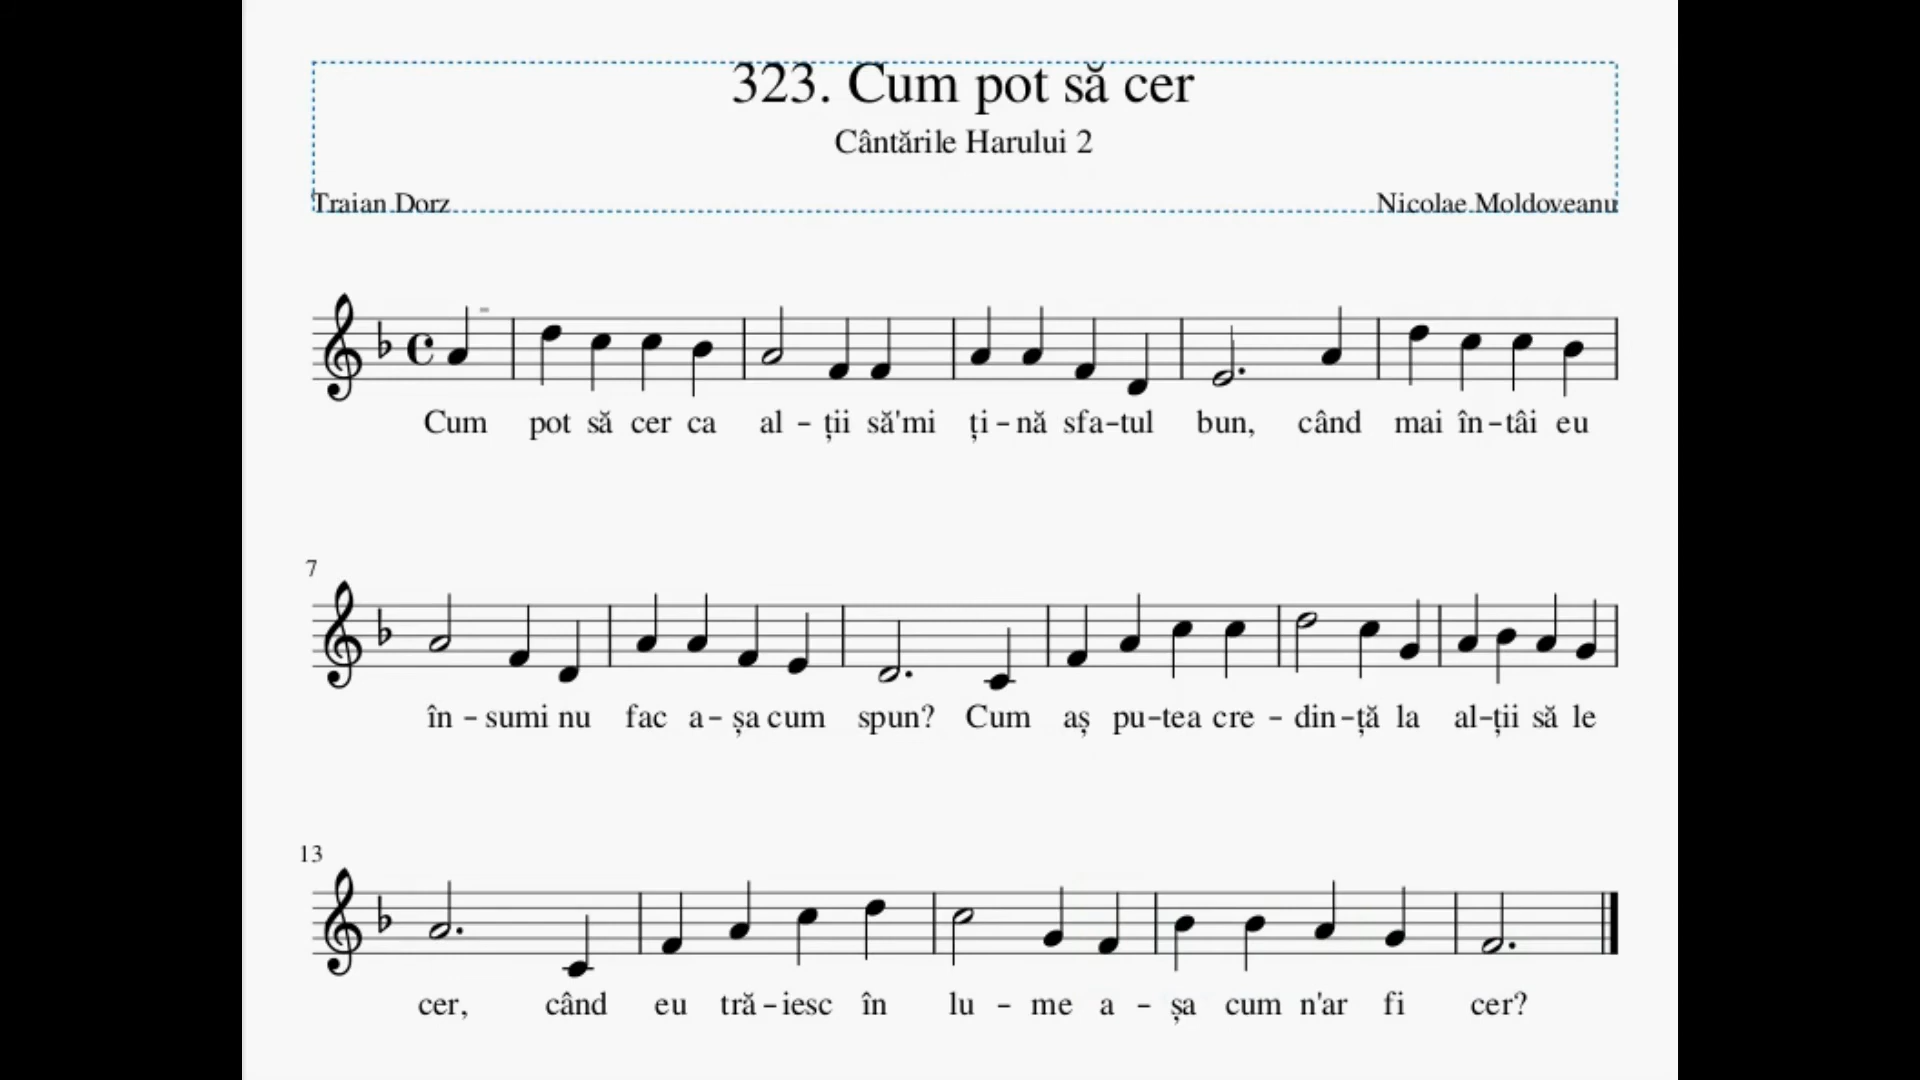 323. Cum pot să cer
Cântările Harului 2
Traian Dorz
Nicolae Moldoveanu
Cum pot să cer ca al – ții să'mi ți – nă sfa – tul bun, când mai în – tâi eu
7
în – sumi nu fac a – șa cum spun? Cum aș pu – tea cre – din – ță la al – ții să le
13
cer, când eu tră – iesc în lu – me a – șa cum n'ar fi cer?